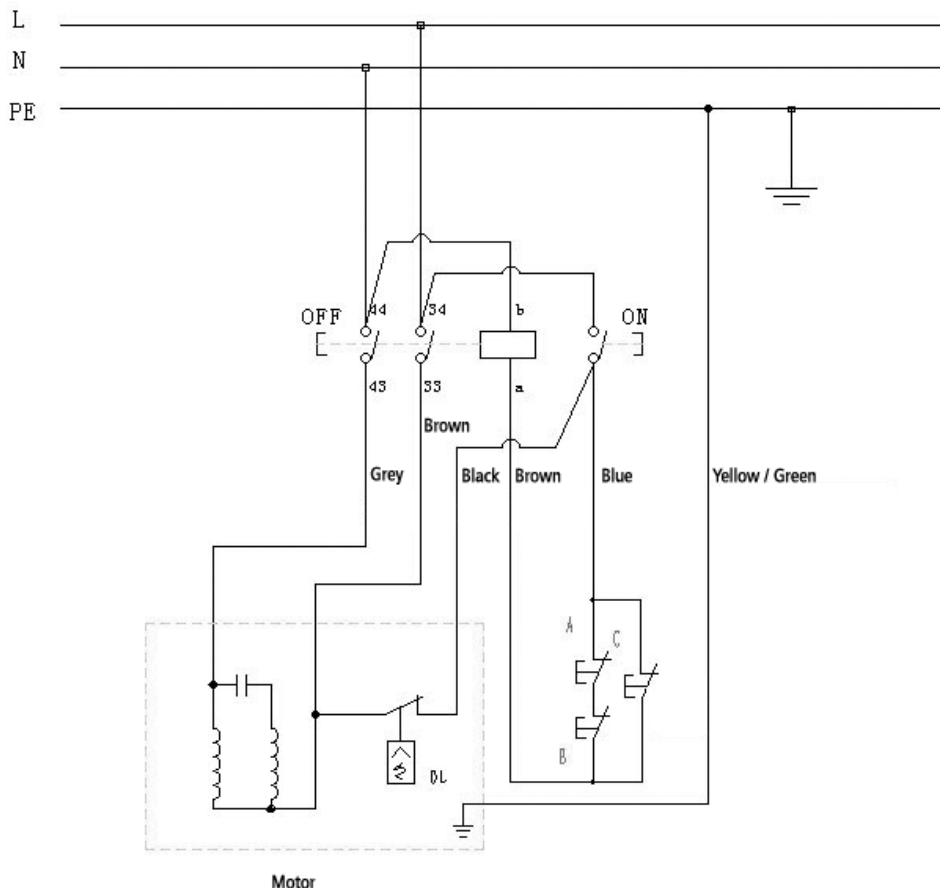 L
N
PE
44
34
b
OFF
ON
43
33
a
Brown
Grey
Black
Brown
Blue
Yellow / Green
A
C
B
DL
Motor